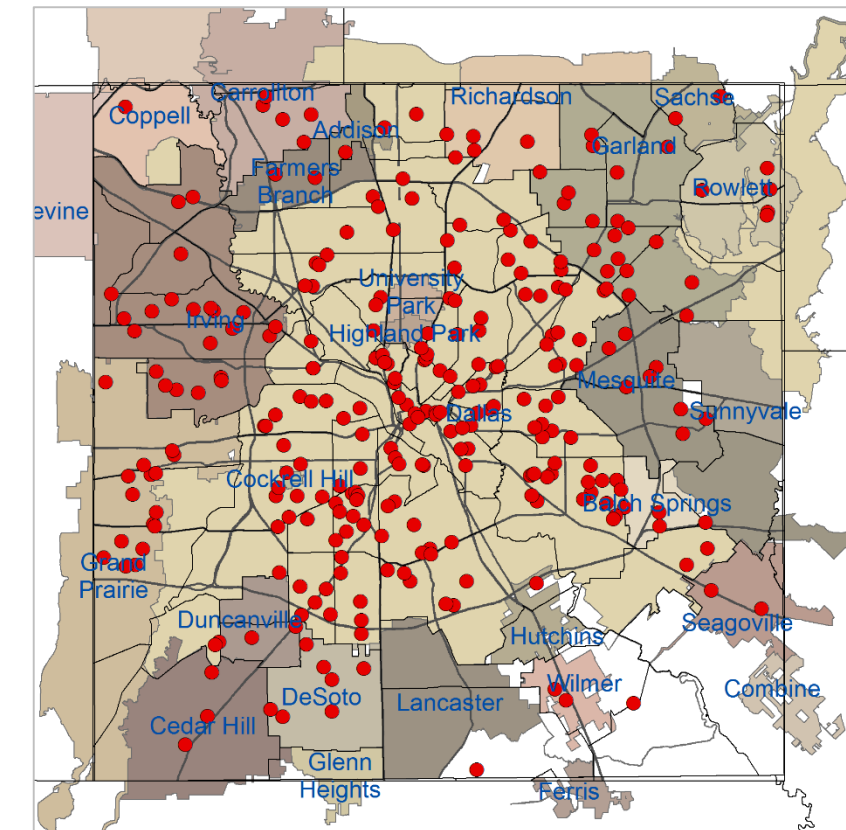 Carrollton
Richardson
Sachse
Coppell
Addison
Garland
Farmers
Branch
Rowlett
evine
University
Park
Irving
Highland Park
Mesquite
Dallas
Sunnyvale
Cockrell Hill
Balch Springs
Grand
Prairie
Duncanville
Hutchins
Seagoville
Wilmer
Combine
DeSoto
Lancaster
Cedar Hill
Glenn
Heights
Ferris